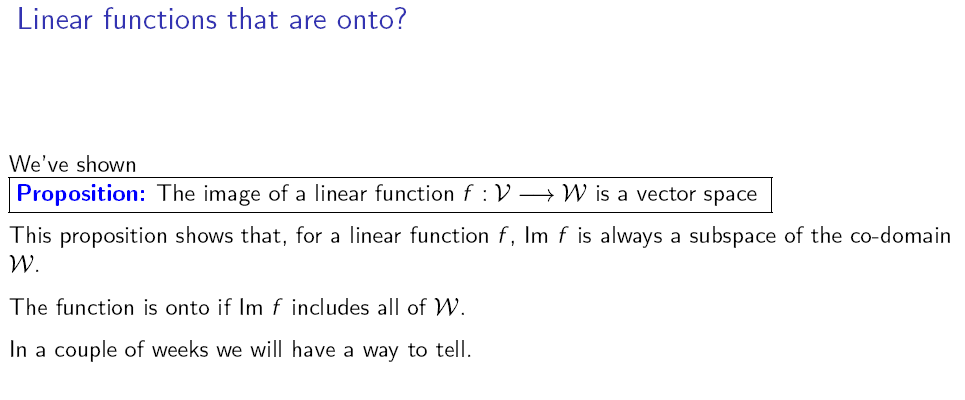 Linear functions that are onto?
We've shown
Proposition: The image of a linear function f : 𝒱 ⟶ 𝒲 is a vector space
This proposition shows that, for a linear function f, Im f is always a subspace of the co-domain
𝒲.
The function is onto if Im f includes all of 𝒲.
In a couple of weeks we will have a way to tell.